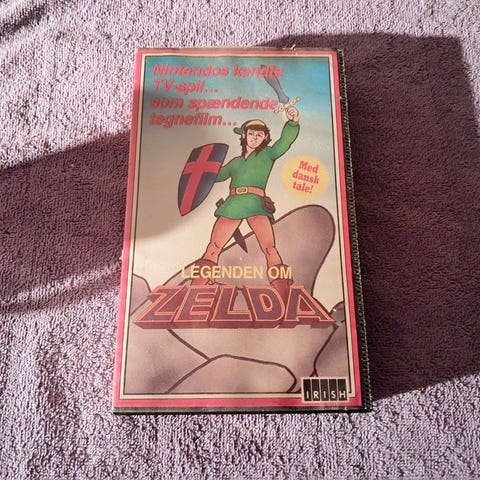 Nintendos kendte
TV-spil...
som spændende
tegnefilm...
Med
dansk
tale!
LEGENDEN OM
ZELDA
IRISH